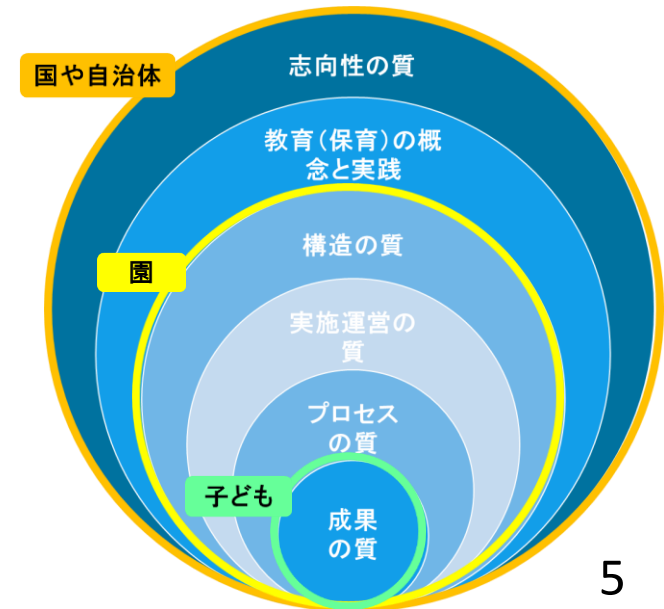 志向性の質
国や自治体
教育(保育)の概
念と実践
構造の質
園
実施運営の
質
プロセス
の質
子ども
成果
の質
5